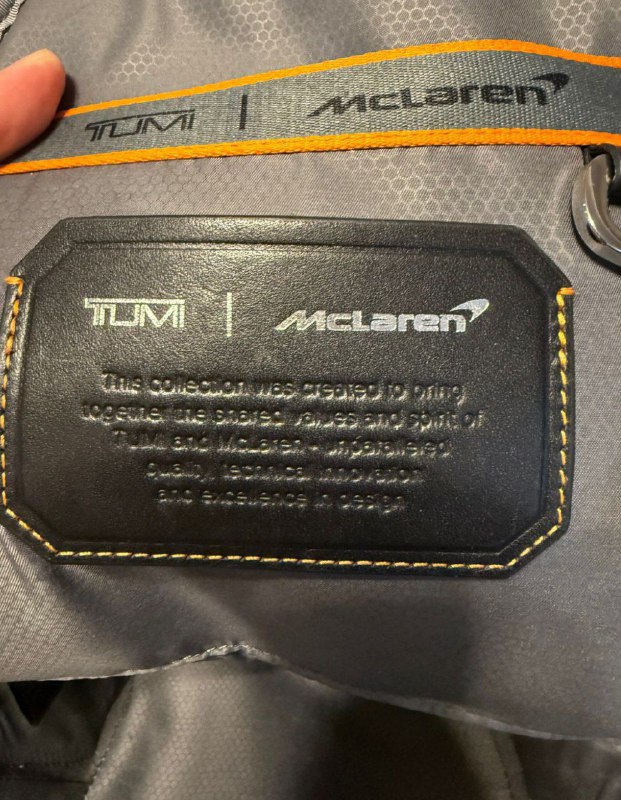 TUMI | McLaren
TUMI | McLaren
This collection was created to bring
together the shared values and spirit of
TUMI and McLaren - unparalleled
quality, technical innovation
and excellence in design